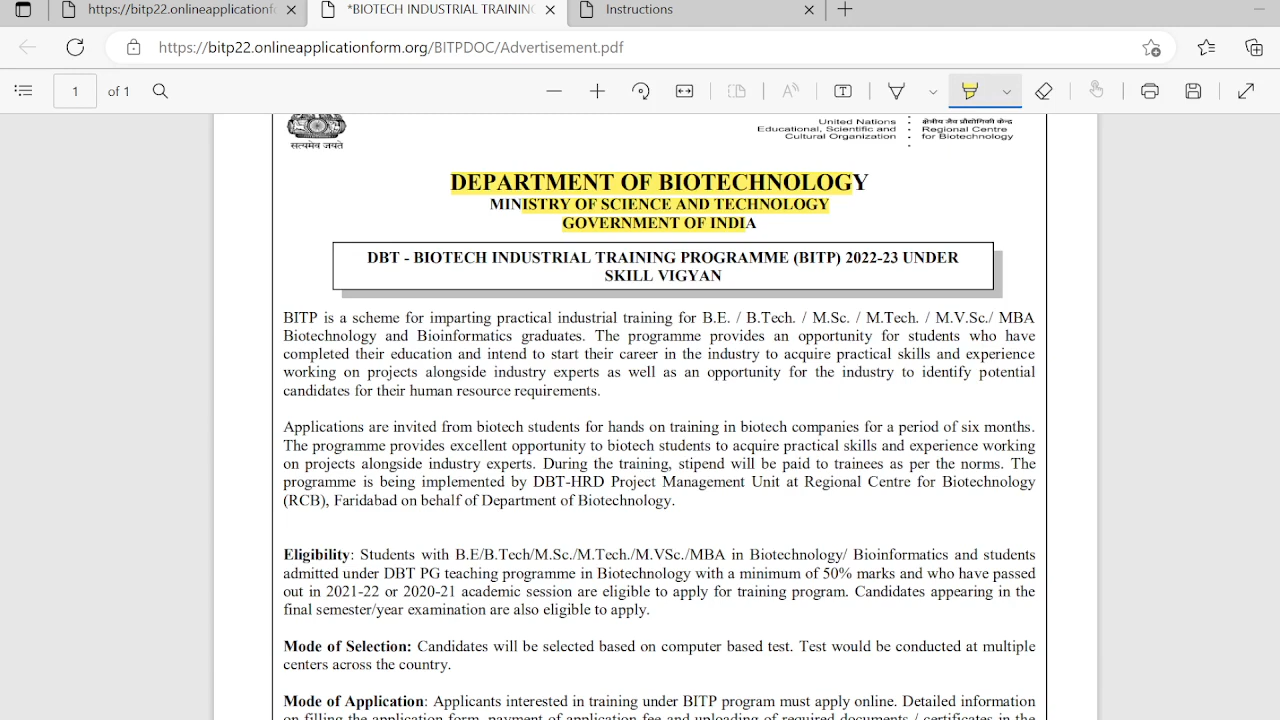 https://bitp22.onlineapplicationf
*BIOTECH INDUSTRIAL TRAINING
Instructions
https://bitp22.onlineapplicationform.org/BITPDOC/Advertisement.pdf
1 of 1
सत्यमेव जयते
United Nations
Educational, Scientific and
Cultural Organization
क्षेत्रीय जैव प्रौद्योगिकी केन्द्र
Regional Centre
for Biotechnology
DEPARTMENT OF BIOTECHNOLOGY
MINISTRY OF SCIENCE AND TECHNOLOGY
GOVERNMENT OF INDIA
DBT - BIOTECH INDUSTRIAL TRAINING PROGRAMME (BITP) 2022-23 UNDER
SKILL VIGYAN
BITP is a scheme for imparting practical industrial training for B.E. / B.Tech. / M.Sc. / M.Tech. / M.V.Sc./ MBA
Biotechnology and Bioinformatics graduates. The programme provides an opportunity for students who have
completed their education and intend to start their career in the industry to acquire practical skills and experience
working on projects alongside industry experts as well as an opportunity for the industry to identify potential
candidates for their human resource requirements.
Applications are invited from biotech students for hands on training in biotech companies for a period of six months.
The programme provides excellent opportunity to biotech students to acquire practical skills and experience working
on projects alongside industry experts. During the training, stipend will be paid to trainees as per the norms. The
programme is being implemented by DBT-HRD Project Management Unit at Regional Centre for Biotechnology
(RCB), Faridabad on behalf of Department of Biotechnology.
Eligibility: Students with B.E/B.Tech/M.Sc./M.Tech./M.VSc./MBA in Biotechnology/ Bioinformatics and students
admitted under DBT PG teaching programme in Biotechnology with a minimum of 50% marks and who have passed
out in 2021-22 or 2020-21 academic session are eligible to apply for training program. Candidates appearing in the
final semester/year examination are also eligible to apply.
Mode of Selection: Candidates will be selected based on computer based test. Test would be conducted at multiple
centers across the country.
Mode of Application: Applicants interested in training under BITP program must apply online. Detailed information
on filling the application form, payment of application fee and uploading of required documents / certificates in the